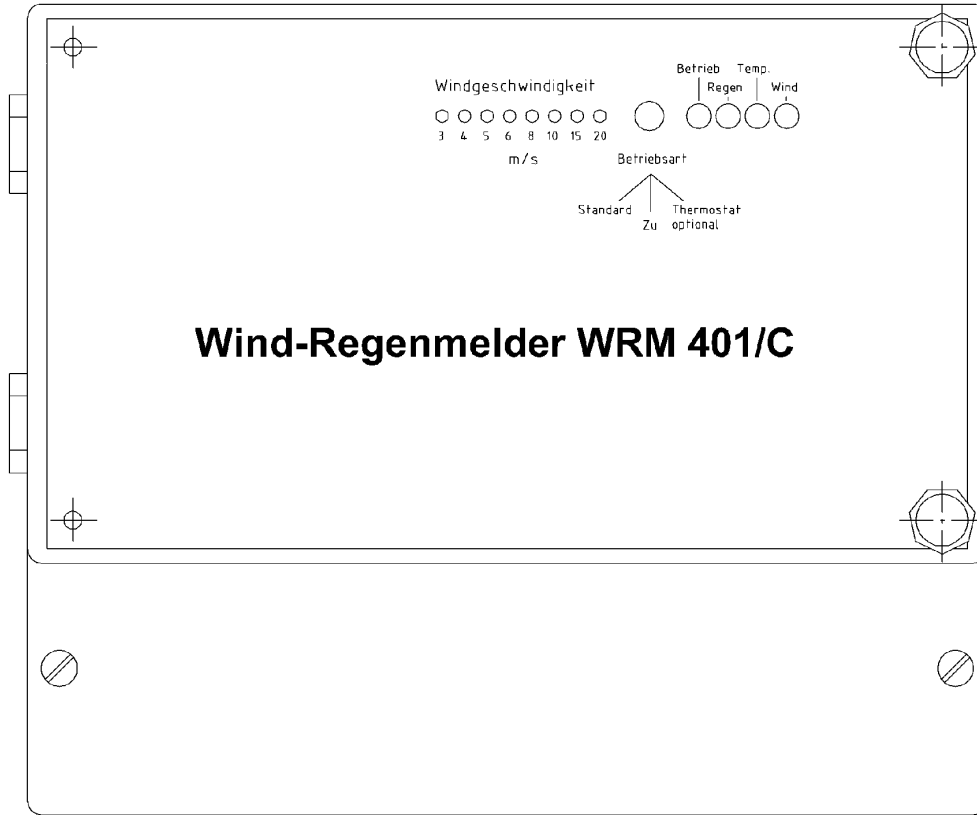 Betrieb Temp.
Windgeschwindigkeit Regen Wind
3 4 5 6 8 10 15 20
m/s Betriebsart
Standard Thermostat
Zu optional
Wind-Regenmelder WRM 401/C